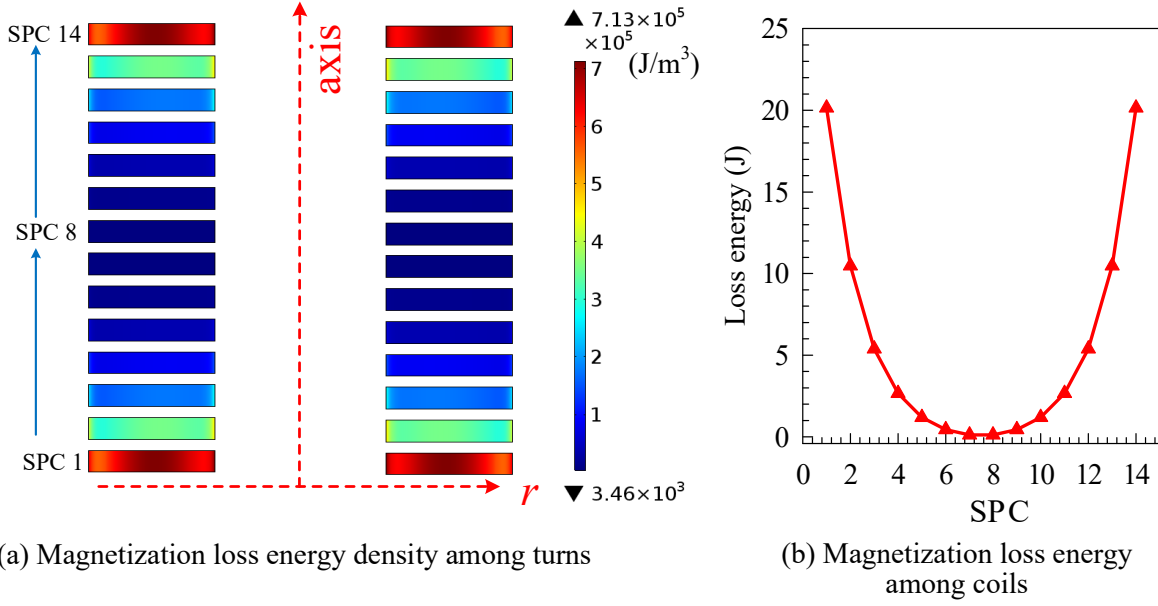 SPC 14
SPC 8
SPC 1
axis
r
▲ 7.13×10⁵
×10⁵
(J/m³)
7
6
5
4
3
2
1
▼ 3.46×10³
(a) Magnetization loss energy density among turns
25
20
15
10
5
0
Loss energy (J)
0 2 4 6 8 10 12 14
SPC
(b) Magnetization loss energy
among coils